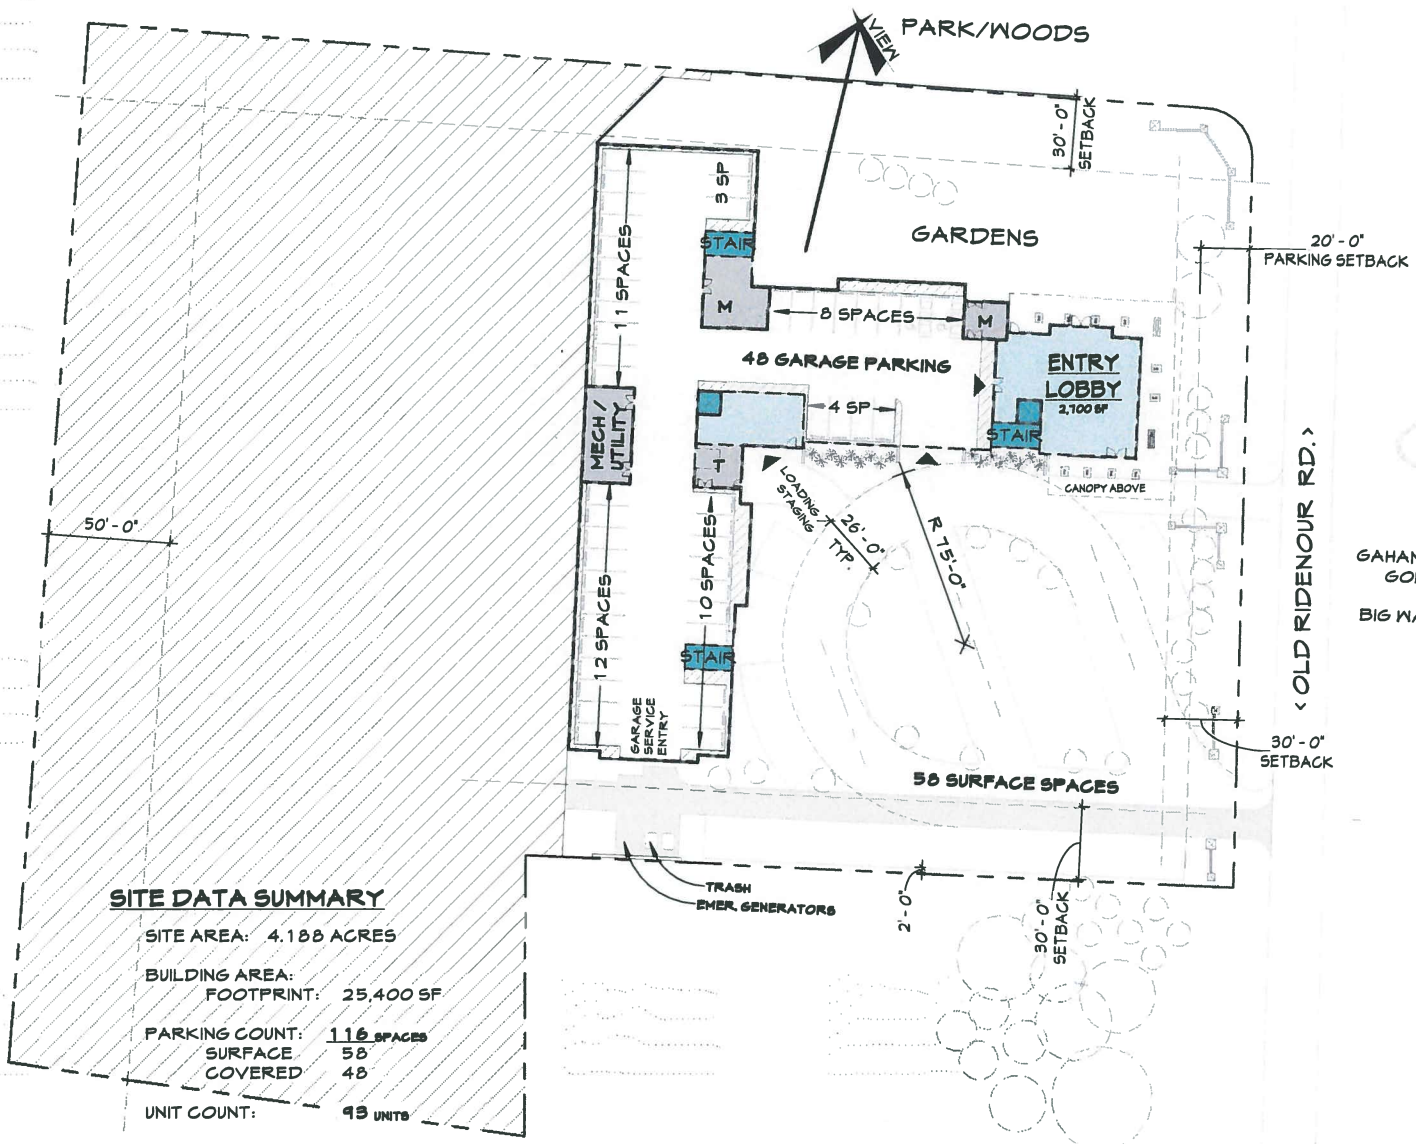 PARK/WOODS
VIEW
30'-0"
SETBACK
3 SP
STAIR
11 SPACES
GARDENS
20'-0"
PARKING SETBACK
M
8 SPACES
M
48 GARAGE PARKING
ENTRY
LOBBY
2,700 SF
4 SP
STAIR
MECH /
UTILITY
T
CANOPY ABOVE
LOADING /
STAGING
26'-0"
TYP.
R 75'-0"
50'-0"
10 SPACES
12 SPACES
STAIR
GARAGE
SERVICE
ENTRY
< OLD RIDENOUR RD. >
GAHAN
GO
BIG WA
30'-0"
SETBACK
58 SURFACE SPACES
TRASH
EMER. GENERATORS
2'-0"
30'-0"
SETBACK
SITE DATA SUMMARY
SITE AREA: 4.188 ACRES
BUILDING AREA:
FOOTPRINT: 25,400 SF
PARKING COUNT: 116 SPACES
SURFACE 58
COVERED 48
UNIT COUNT: 93 UNITS